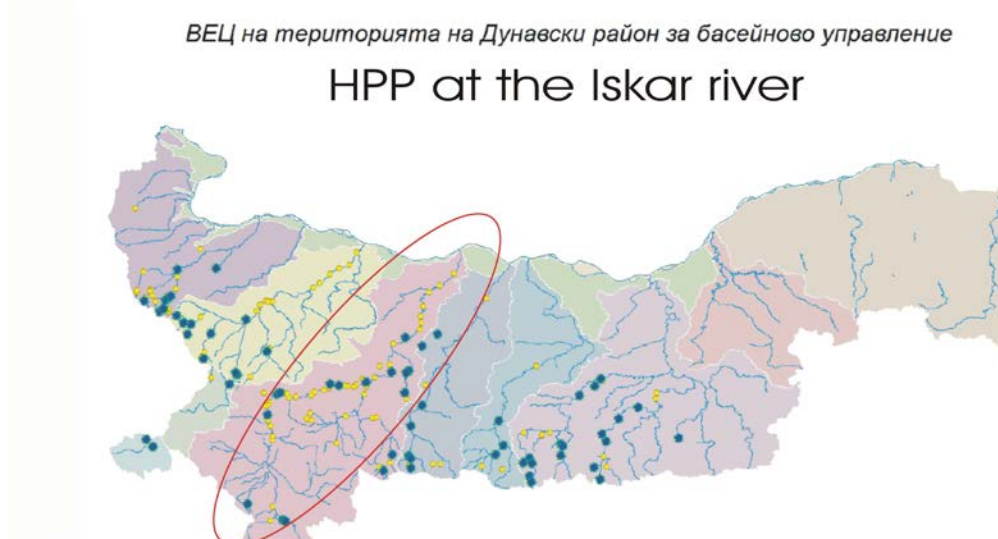 ВЕЦ на територията на Дунавски район за басейново управление
HPP at the Iskar river